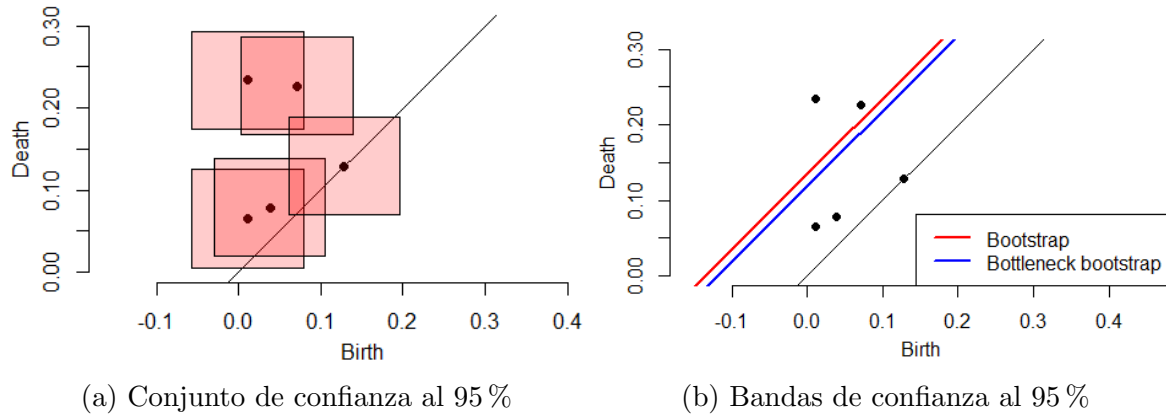 Death
0.00 0.10 0.20 0.30
-0.1 0.0 0.1 0.2 0.3 0.4
Birth
(a) Conjunto de confianza al 95 %
Death
0.00 0.10 0.20 0.30
Bootstrap
Bottleneck bootstrap
-0.1 0.0 0.1 0.2 0.3 0.4
Birth
(b) Bandas de confianza al 95 %